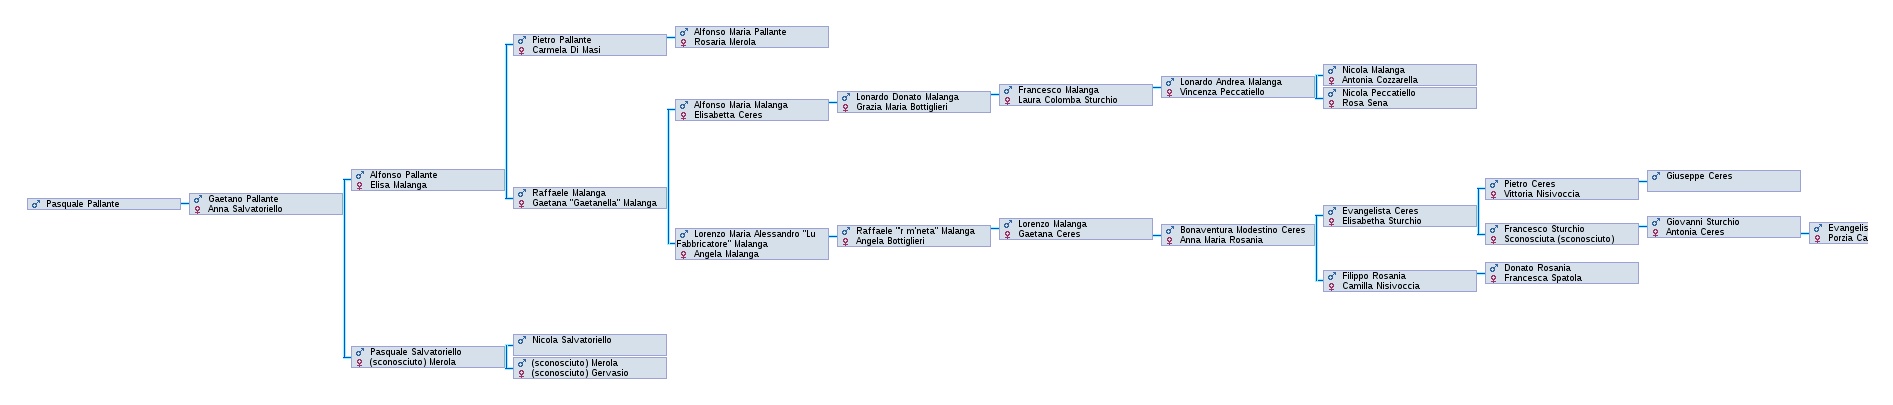 Pasquale Pallante
Gaetano Pallante
Anna Salvatoriello
Alfonso Pallante
Elisa Malanga
Pasquale Salvatoriello
(sconosciuto) Merola
Pietro Pallante
Carmela Di Masi
Raffaele Malanga
Gaetana "Gaetanella" Malanga
Nicola Salvatoriello
(sconosciuto) Merola
(sconosciuto) Gervasio
Alfonso Maria Pallante
Rosaria Merola
Alfonso Maria Malanga
Elisabetta Ceres
Lorenzo Maria Alessandro "Lu
Fabbricatore" Malanga
Angela Malanga
Lonardo Donato Malanga
Grazia Maria Bottiglieri
Raffaele "'r m'neta" Malanga
Angela Bottiglieri
Francesco Malanga
Laura Colomba Sturchio
Lorenzo Malanga
Gaetana Ceres
Lonardo Andrea Malanga
Vincenza Peccatiello
Bonaventura Modestino Ceres
Anna Maria Rosania
Nicola Malanga
Antonia Cozzarella
Nicola Peccatiello
Rosa Sena
Evangelista Ceres
Elisabetha Sturchio
Filippo Rosania
Camilla Nisivoccia
Pietro Ceres
Vittoria Nisivoccia
Francesco Sturchio
Sconosciuta (sconosciuto)
Donato Rosania
Francesca Spatola
Giuseppe Ceres
Giovanni Sturchio
Antonia Ceres
Evangelis
Porzia Ca